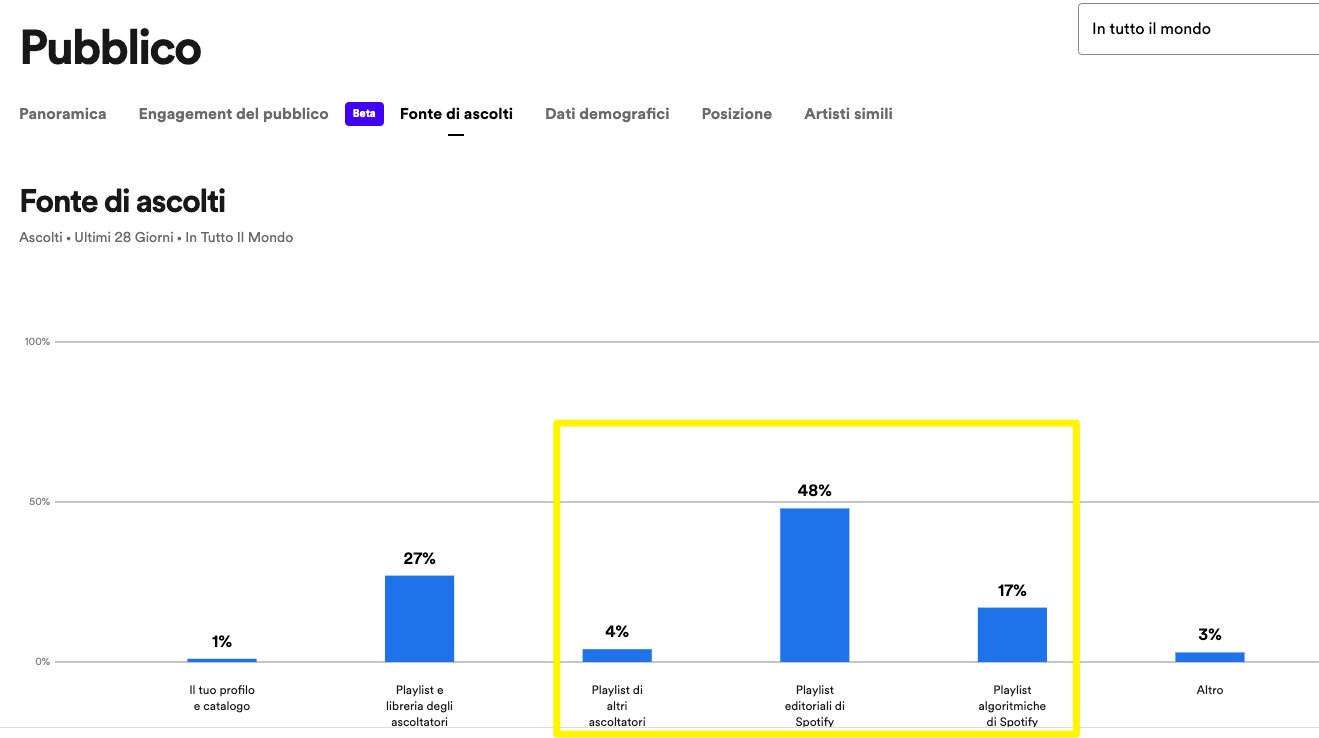 Pubblico
In tutto il mondo
Panoramica Engagement del pubblico Beta Fonte di ascolti Dati demografici Posizione Artisti simili
Fonte di ascolti
Ascolti • Ultimi 28 Giorni • In Tutto Il Mondo
100%
50%
0%
1%
27%
4%
48%
17%
3%
Il tuo profilo
e catalogo
Playlist e
libreria degli
ascoltatori
Playlist di
altri
ascoltatori
Playlist
editoriali di
Spotify
Playlist
algoritmiche
di Spotify
Altro